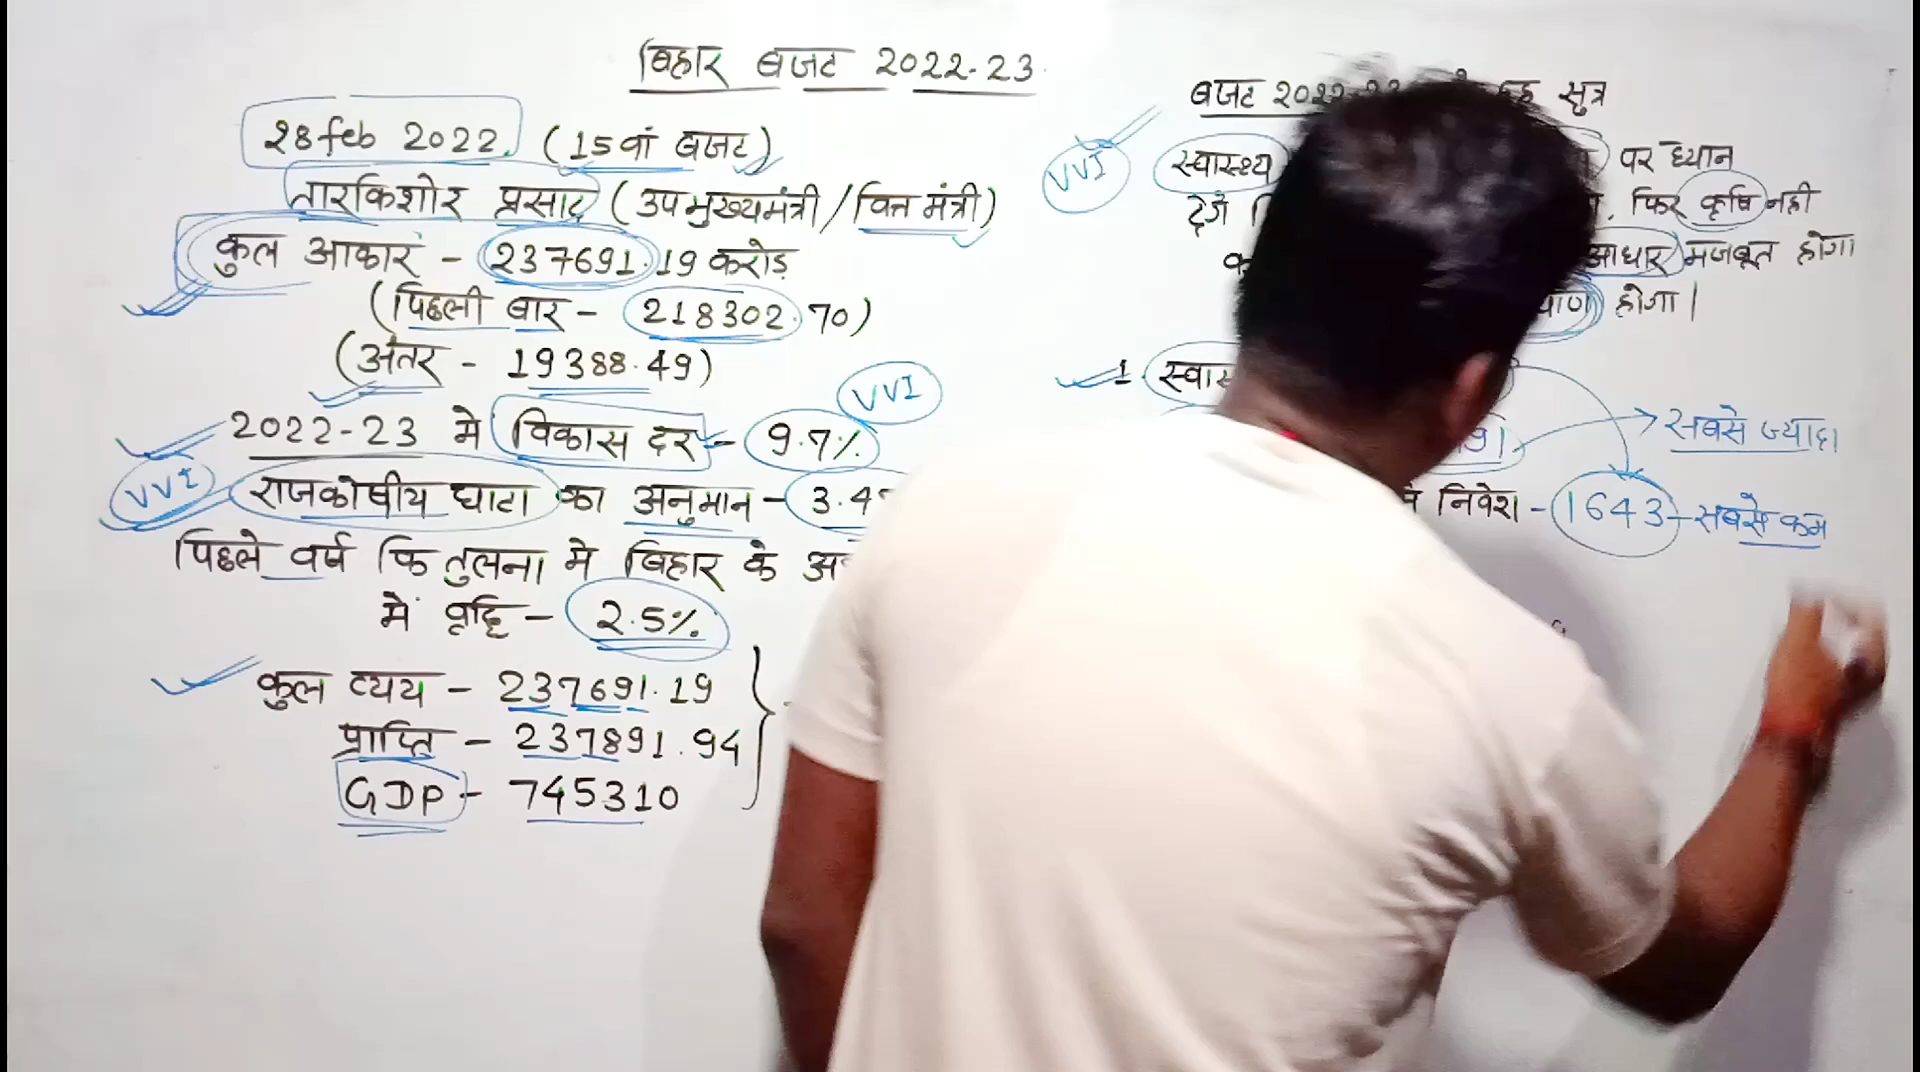 बिहार बजट 2022-23
28 feb 2022 (15वां बजट)
तारकिशोर प्रसाद (उपमुख्यमंत्री/वित्त मंत्री)
कुल आकार - 237691.19 करोड़
(पिछली बार - 218302.70)
(अंतर - 19388.49)
VVI
2022-23 मे विकास दर - 9.7%
VVI राजकोषीय घाटा का अनुमान - 3.4
पिछले वर्ष कि तुलना मे बिहार के
में वृद्धि - 2.5%
कुल व्यय - 237691.19
प्राप्ति - 237891.94
GDP - 745310
बजट 2022-23 सुत्र
VVI स्वास्थ्य पर ध्यान
देगे फिर कृषि नही
आधार मजबूत होगा
होगा।
1.
सबसे ज्यादा
निवेश - 1643 - सबसे कम